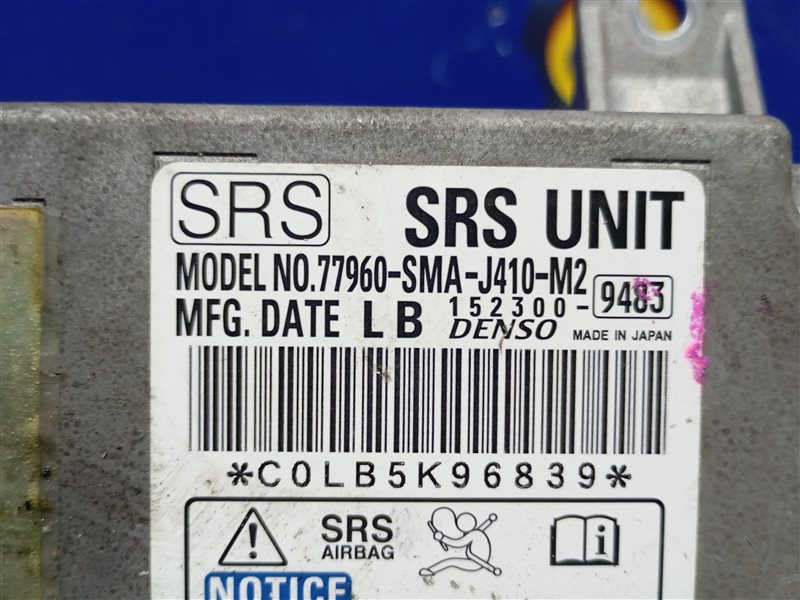 SRS SRS UNIT
MODEL NO.77960-SMA-J410-M2
MFG. DATE LB 152300-9483
DENSO MADE IN JAPAN
*C0LB5K96839*
SRS
AIRBAG
i
NOTICE